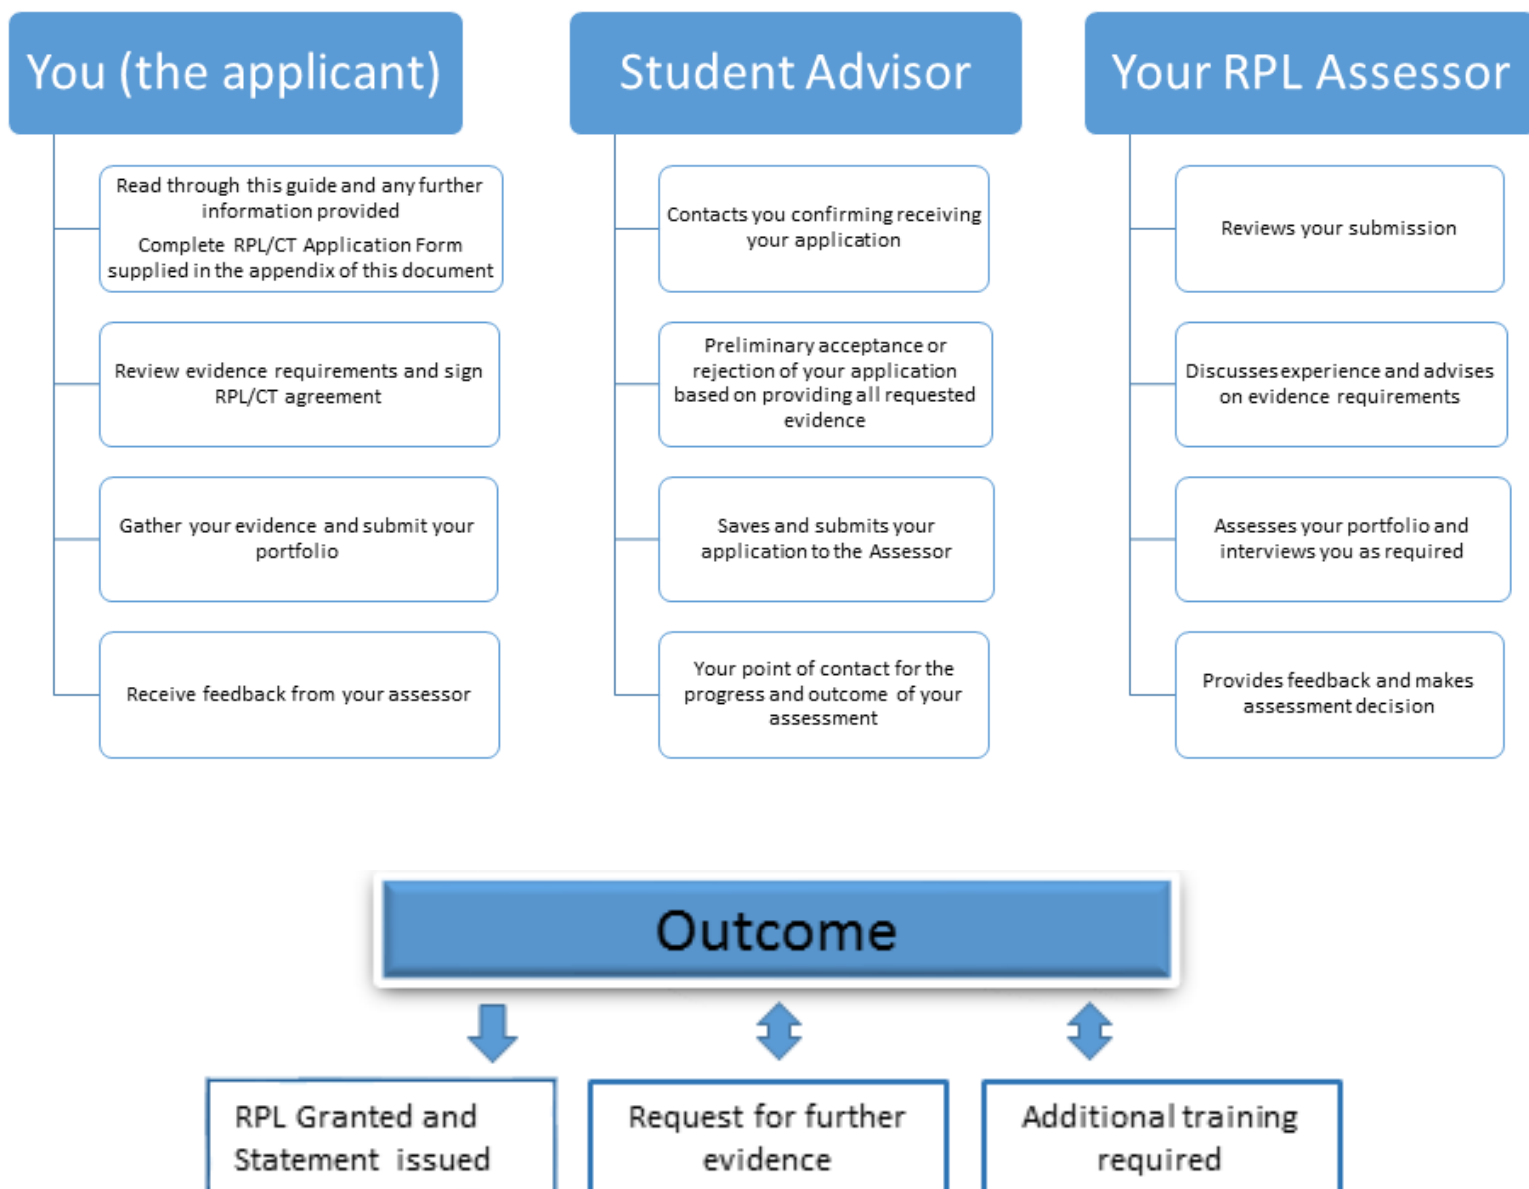 You (the applicant)
Read through this guide and any further
information provided
Complete RPL/CT Application Form
supplied in the appendix of this document
Review evidence requirements and sign
RPL/CT agreement
Gather your evidence and submit your
portfolio
Receive feedback from your assessor
Student Advisor
Contacts you confirming receiving
your application
Preliminary acceptance or
rejection of your application
based on providing all requested
evidence
Saves and submits your
application to the Assessor
Your point of contact for the
progress and outcome of your
assessment
Your RPL Assessor
Reviews your submission
Discusses experience and advises
on evidence requirements
Assesses your portfolio and
interviews you as required
Provides feedback and makes
assessment decision
Outcome
RPL Granted and
Statement issued
Request for further
evidence
Additional training
required